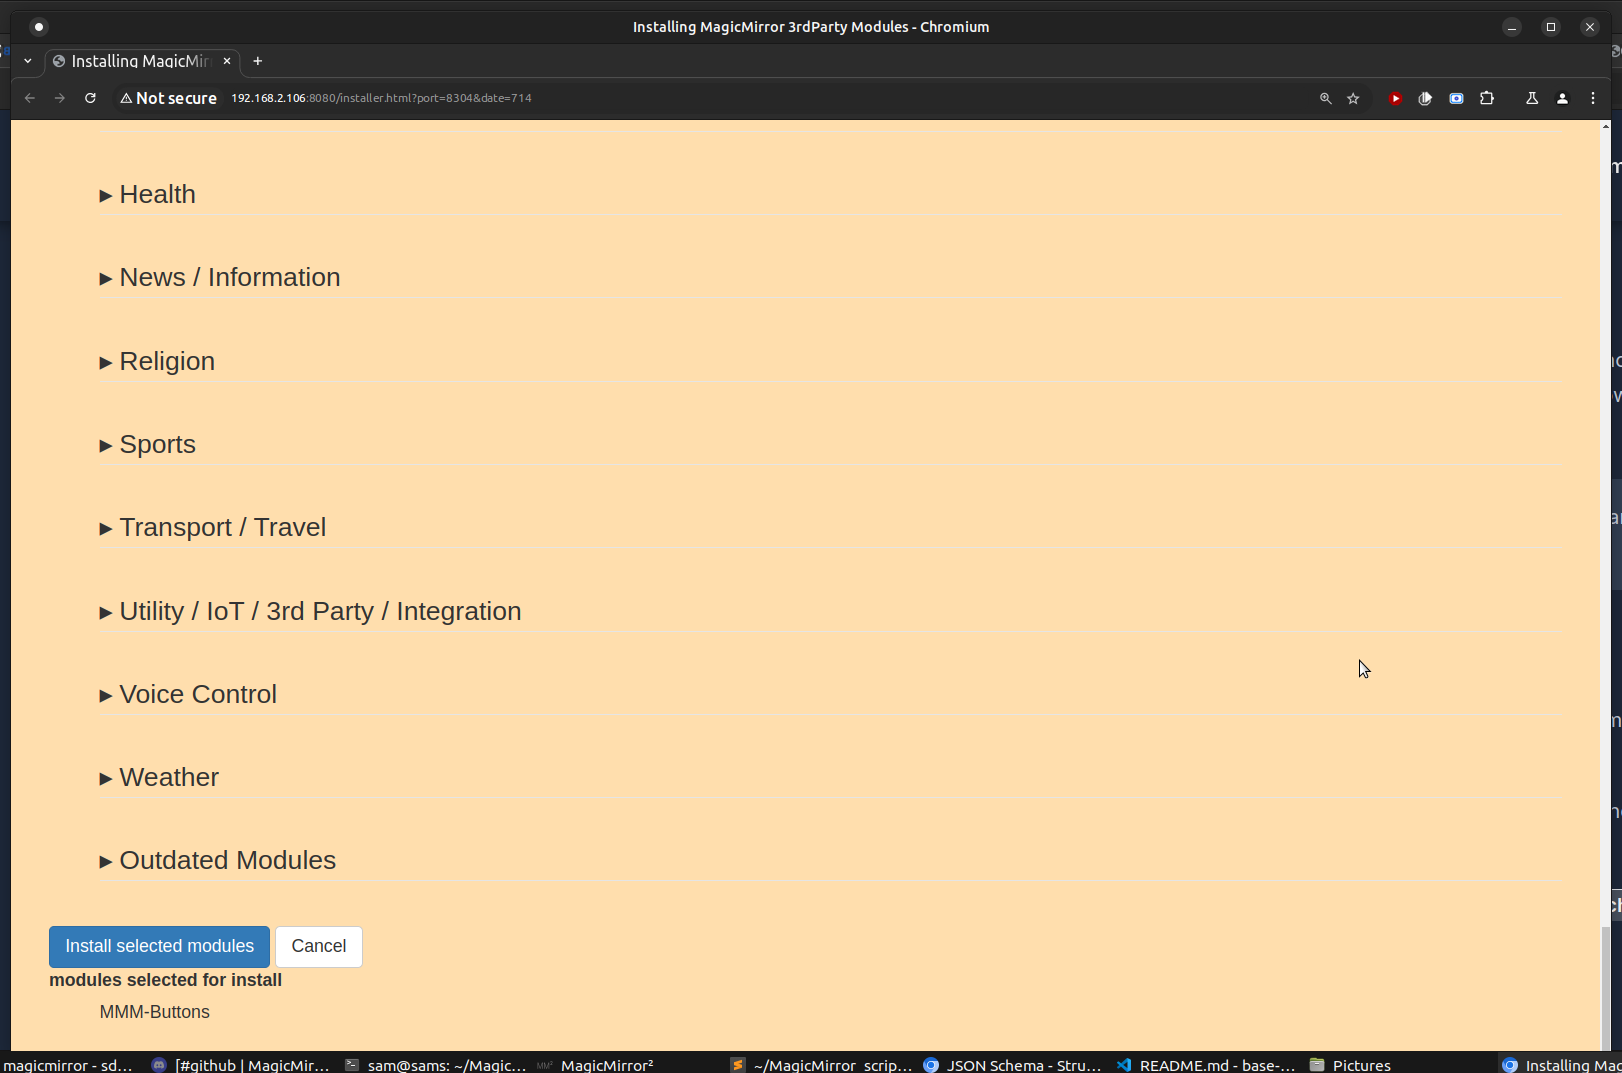 Installing MagicMirror 3rdParty Modules - Chromium
Installing MagicMir
Not secure 192.168.2.106:8080/installer.html?port=8304&date=714
▸ Health
▸ News / Information
▸ Religion
▸ Sports
▸ Transport / Travel
▸ Utility / IoT / 3rd Party / Integration
▸ Voice Control
▸ Weather
▸ Outdated Modules
Install selected modules Cancel
modules selected for install
MMM-Buttons
magicmirror - sd... [#github | MagicMir... sam@sams: ~/Magic... MM² MagicMirror² ~/MagicMirror_scrip... JSON Schema - Stru... README.md - base-... Pictures Installing Mag